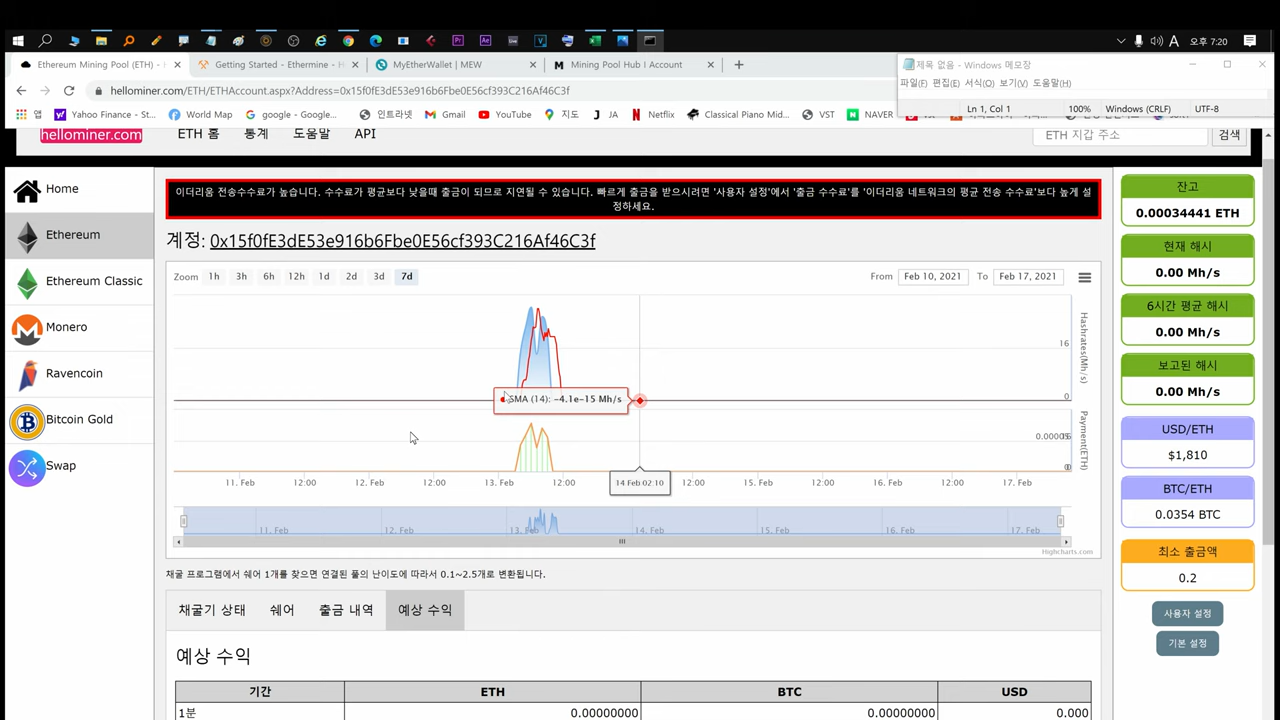 A 오후 7:20
Ethereum Mining Pool (ETH) - H
Getting Started - Ethermine - H
MyEtherWallet | MEW
Mining Pool Hub I Account
제목 없음 - Windows 메모장
파일(F) 편집(E) 서식(O) 보기(V) 도움말(H)
hellominer.com/ETH/ETHAccount.aspx?Address=0x15f0fE3dE53e916b6Fbe0E56cf393C216Af46C3f
Ln 1, Col 1 100% Windows (CRLF) UTF-8
앱 Yahoo Finance - St... World Map google - Google... 인트라넷 Gmail YouTube 지도 JA Netflix Classical Piano Mid... VST NAVER
hellominer.com ETH 홈 통계 도움말 API ETH 지갑 주소 검색
Home
Ethereum
Ethereum Classic
Monero
Ravencoin
Bitcoin Gold
Swap
이더리움 전송수수료가 높습니다. 수수료가 평균보다 낮을때 출금이 되므로 지연될 수 있습니다. 빠르게 출금을 받으시려면 '사용자 설정'에서 '출금 수수료'를 '이더리움 네트워크의 평균 전송 수수료'보다 높게 설
정하세요.
계정: 0x15f0fE3dE53e916b6Fbe0E56cf393C216Af46C3f
Zoom 1h 3h 6h 12h 1d 2d 3d 7d From Feb 10, 2021 To Feb 17, 2021
Hashrates(Mh/s)
16
0
SMA (14): -4.1e-15 Mh/s
Payment(ETH)
0
14 Feb 02:10
11. Feb 12:00 12. Feb 12:00 13. Feb 12:00 12:00 15. Feb 12:00 16. Feb 12:00 17. Feb
11. Feb 12. Feb 13. Feb 14. Feb 15. Feb 16. Feb 17. Feb
Highcharts.com
채굴 프로그램에서 쉐어 1개를 찾으면 연결된 풀의 난이도에 따라서 0.1~2.5개로 변환됩니다.
채굴기 상태 쉐어 출금 내역 예상 수익
예상 수익
기간 ETH BTC USD
1분 0.00000000 0.00000000 0.000
잔고
0.00034441 ETH
현재 해시
0.00 Mh/s
6시간 평균 해시
0.00 Mh/s
보고된 해시
0.00 Mh/s
USD/ETH
$1,810
BTC/ETH
0.0354 BTC
최소 출금액
0.2
사용자 설정
기본 설정